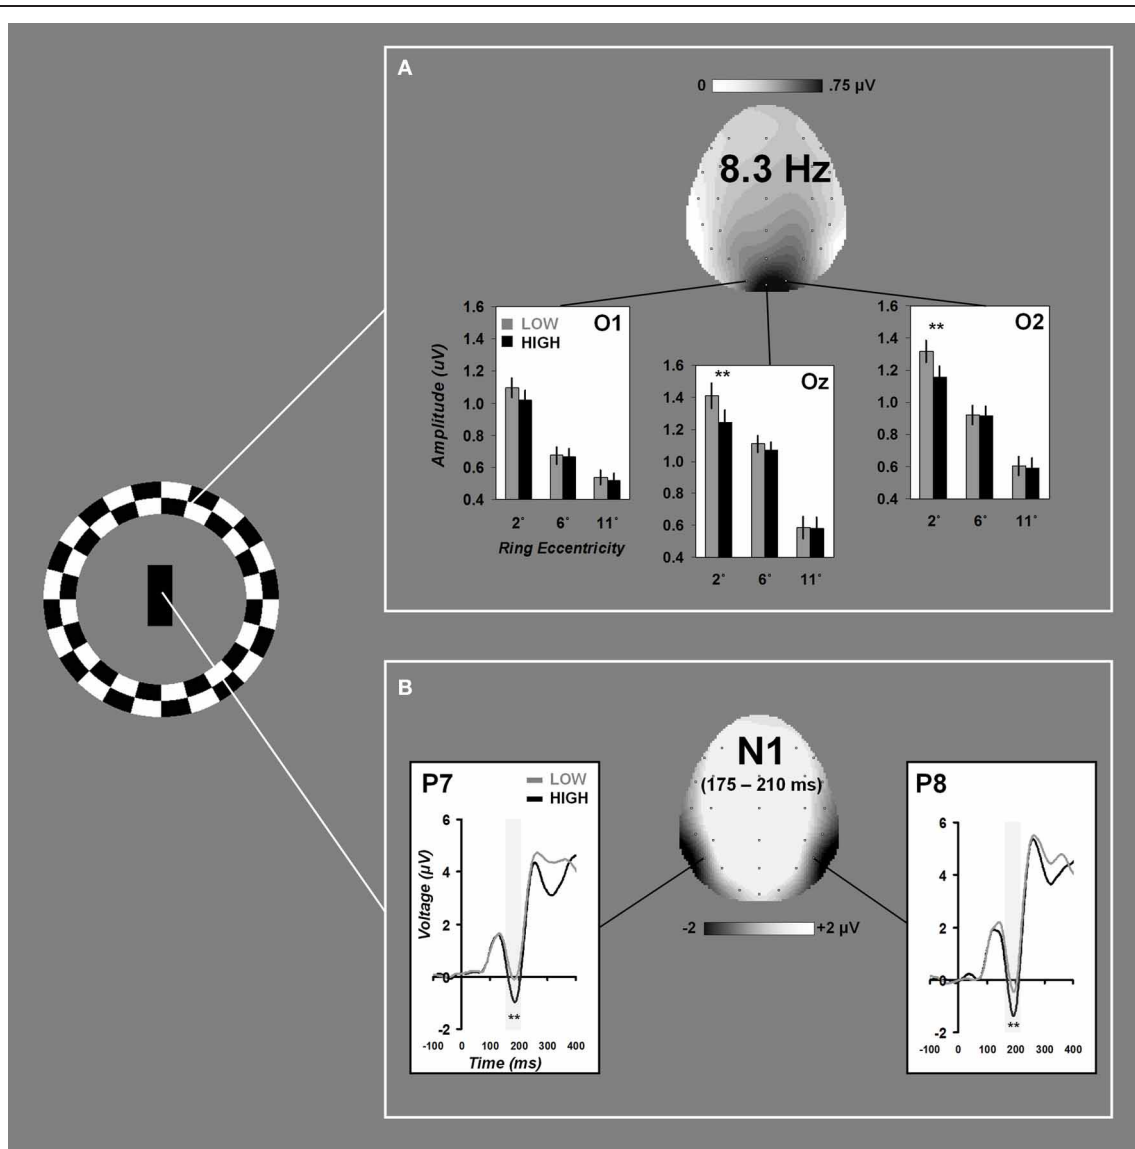 A
0 .75 µV
8.3 Hz
1.6
1.4
1.2
1.0
0.8
0.6
0.4
Amplitude (uV)
LOW
HIGH
O1
2° 6° 11°
Ring Eccentricity
1.6
1.4
1.2
1.0
0.8
0.6
0.4
**
Oz
2° 6° 11°
1.6
1.4
1.2
1.0
0.8
0.6
0.4
**
O2
2° 6° 11°
B
N1
(175 – 210 ms)
-2 +2 µV
P7
LOW
HIGH
6
4
2
0
-2
Voltage (µV)
**
-100 0 100 200 300 400
Time (ms)
P8
6
4
2
0
-2
**
-100 0 100 200 300 400